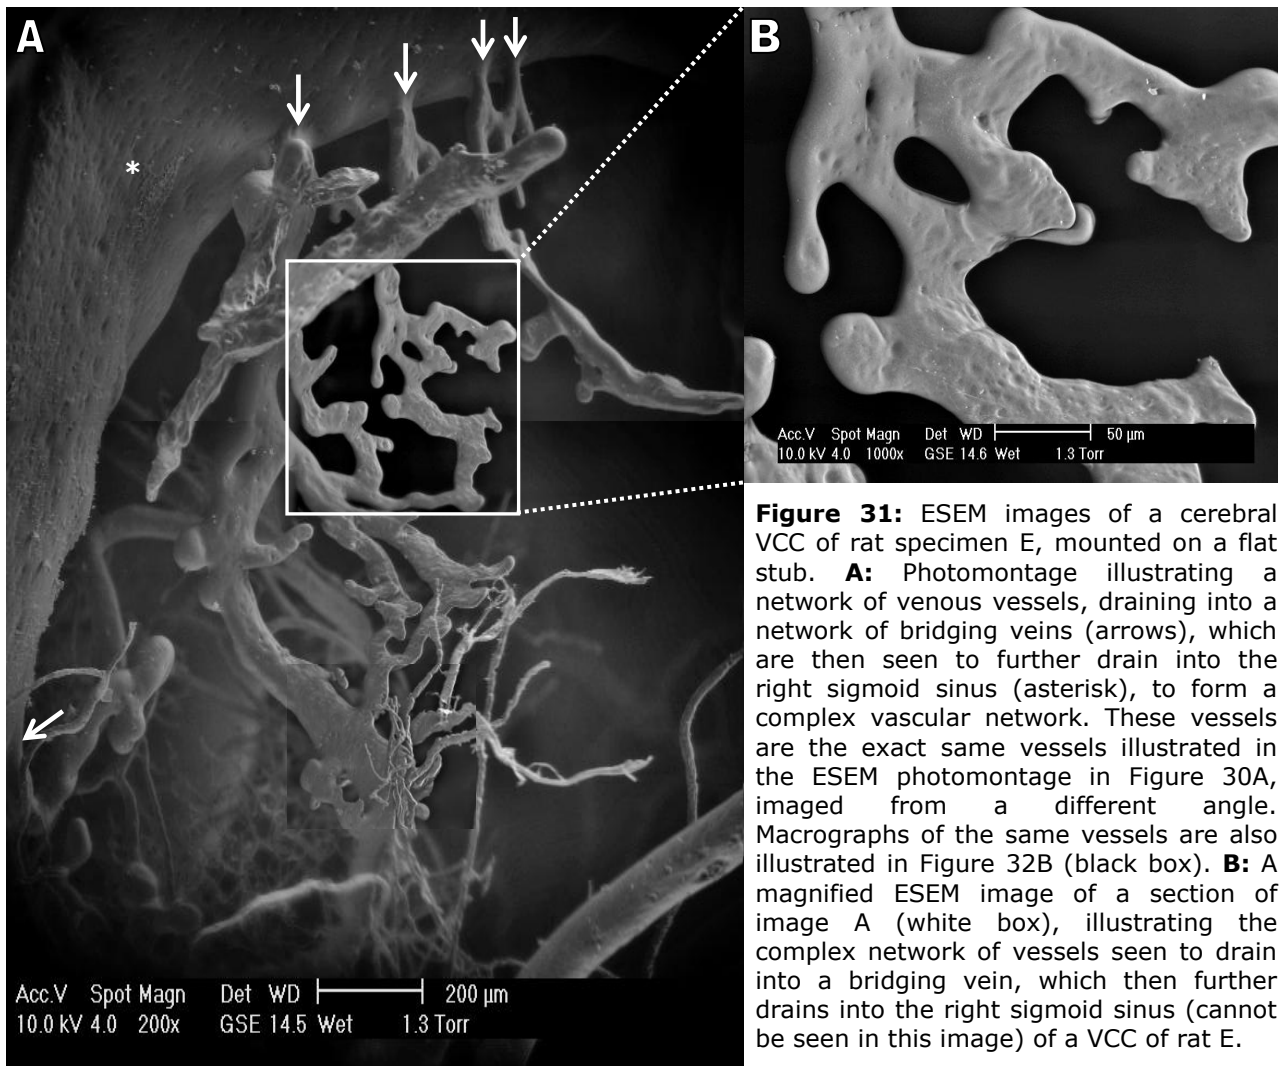 A
*
Acc.V Spot Magn Det WD 200 µm
10.0 kV 4.0 200x GSE 14.5 Wet 1.3 Torr
B
Acc.V Spot Magn Det WD 50 µm
10.0 kV 4.0 1000x GSE 14.6 Wet 1.3 Torr
Figure 31: ESEM images of a cerebral
VCC of rat specimen E, mounted on a flat
stub. A: Photomontage illustrating a
network of venous vessels, draining into a
network of bridging veins (arrows), which
are then seen to further drain into the
right sigmoid sinus (asterisk), to form a
complex vascular network. These vessels
are the exact same vessels illustrated in
the ESEM photomontage in Figure 30A,
imaged from a different angle.
Macrographs of the same vessels are also
illustrated in Figure 32B (black box). B: A
magnified ESEM image of a section of
image A (white box), illustrating the
complex network of vessels seen to drain
into a bridging vein, which then further
drains into the right sigmoid sinus (cannot
be seen in this image) of a VCC of rat E.